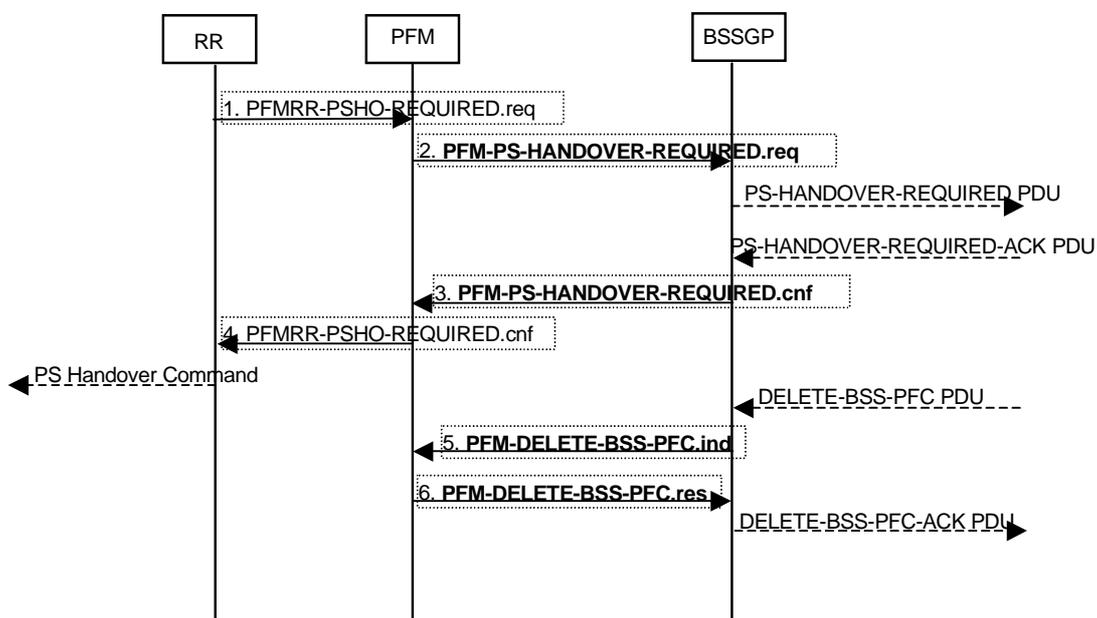 RR
PFM
BSSGP
1. PFMRR-PSHO-REQUIRED.req
2. PFM-PS-HANDOVER-REQUIRED.req
PS-HANDOVER-REQUIRED PDU
PS-HANDOVER-REQUIRED-ACK PDU
3. PFM-PS-HANDOVER-REQUIRED.cnf
4. PFMRR-PSHO-REQUIRED.cnf
PS Handover Command
DELETE-BSS-PFC PDU
5. PFM-DELETE-BSS-PFC.ind
6. PFM-DELETE-BSS-PFC.res
DELETE-BSS-PFC-ACK PDU